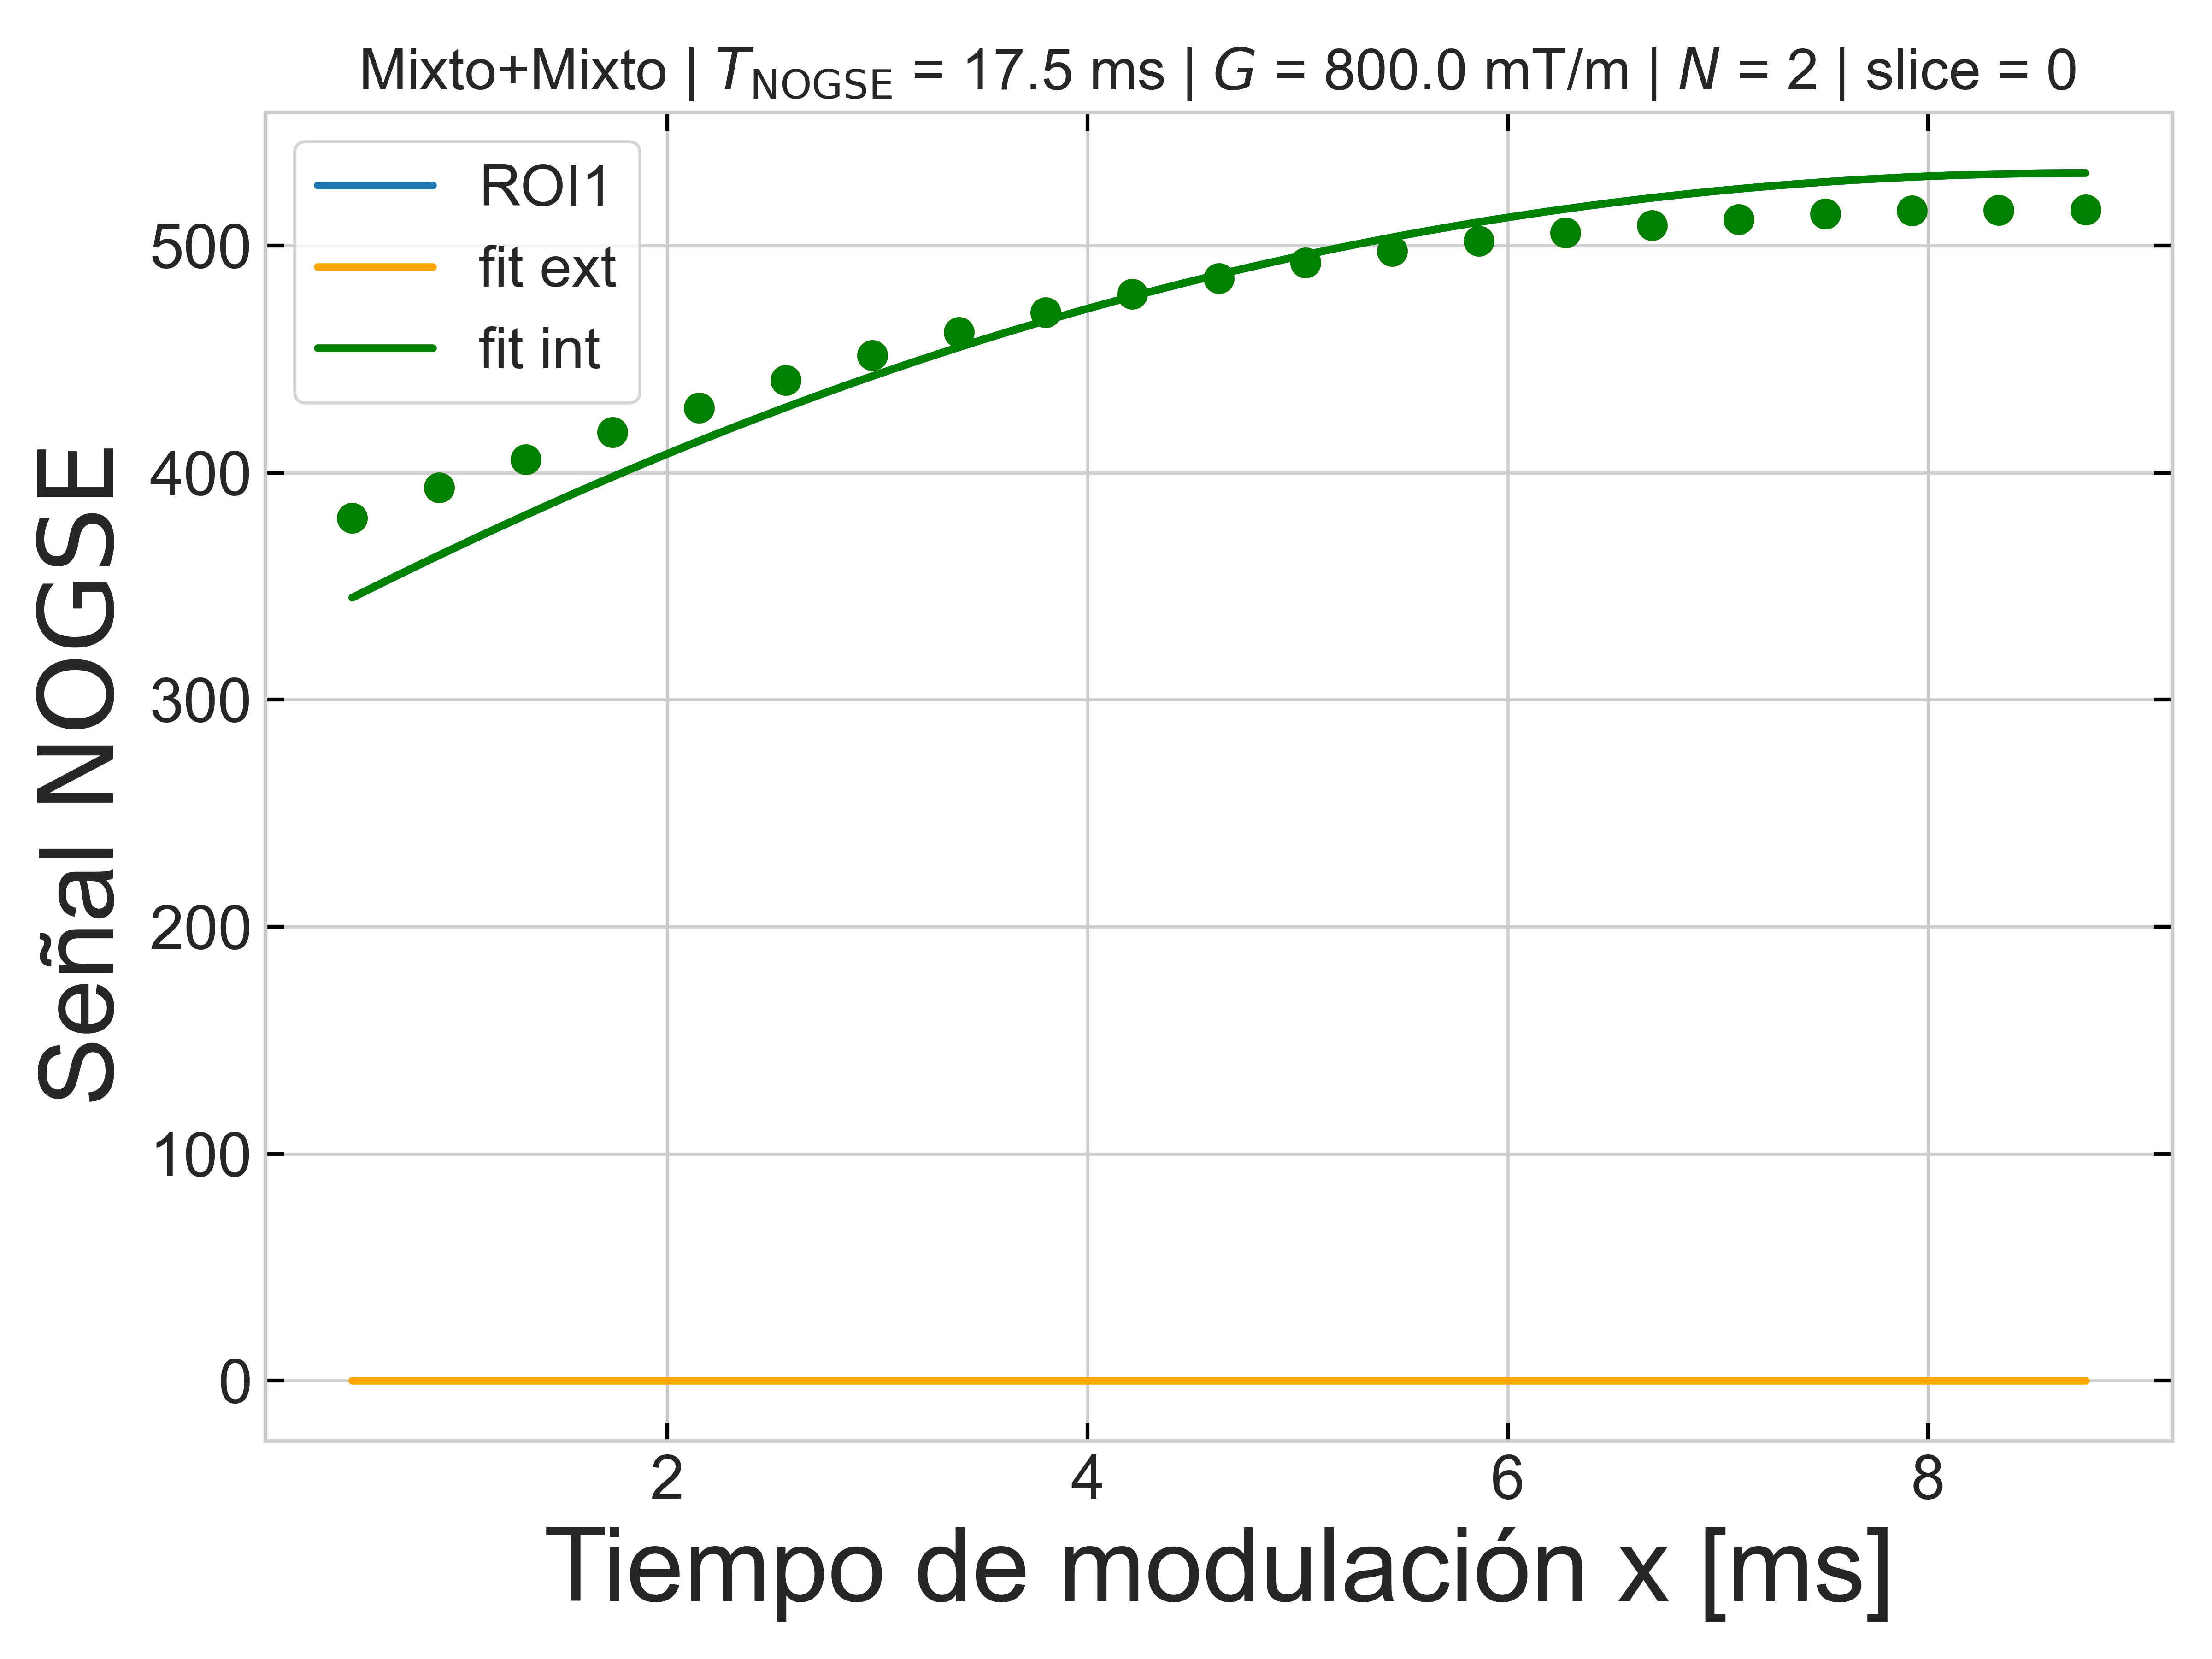 Mixto+Mixto | T_NOGSE = 17.5 ms | G = 800.0 mT/m | N = 2 | slice = 0
ROI1
fit ext
fit int
Señal NOGSE
500
400
300
200
100
0
2 4 6 8
Tiempo de modulación x [ms]